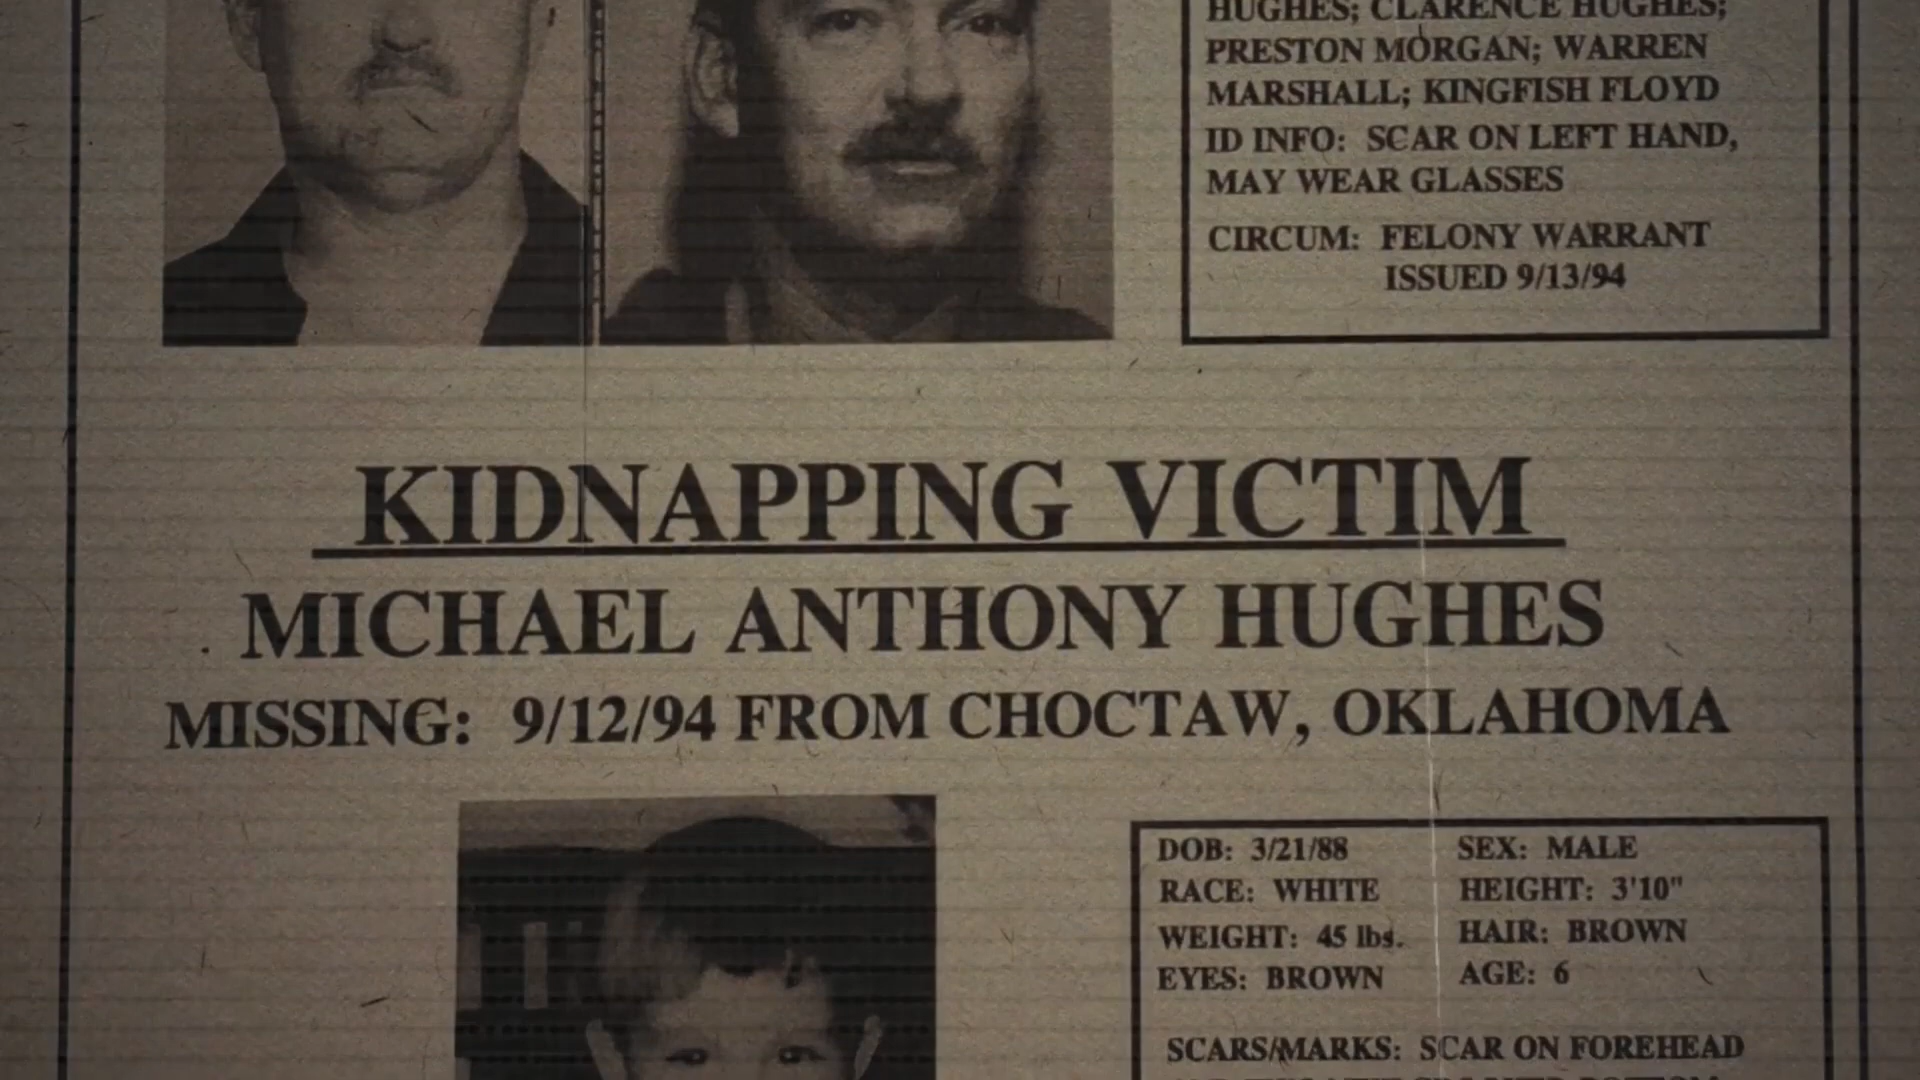 HUGHES; CLARENCE HUGHES;
PRESTON MORGAN; WARREN
MARSHALL; KINGFISH FLOYD
ID INFO: SCAR ON LEFT HAND,
MAY WEAR GLASSES
CIRCUM: FELONY WARRANT
ISSUED 9/13/94
KIDNAPPING VICTIM
MICHAEL ANTHONY HUGHES
MISSING: 9/12/94 FROM CHOCTAW, OKLAHOMA
DOB: 3/21/88 SEX: MALE
RACE: WHITE HEIGHT: 3'10"
WEIGHT: 45 lbs. HAIR: BROWN
EYES: BROWN AGE: 6
SCARS/MARKS: SCAR ON FOREHEAD